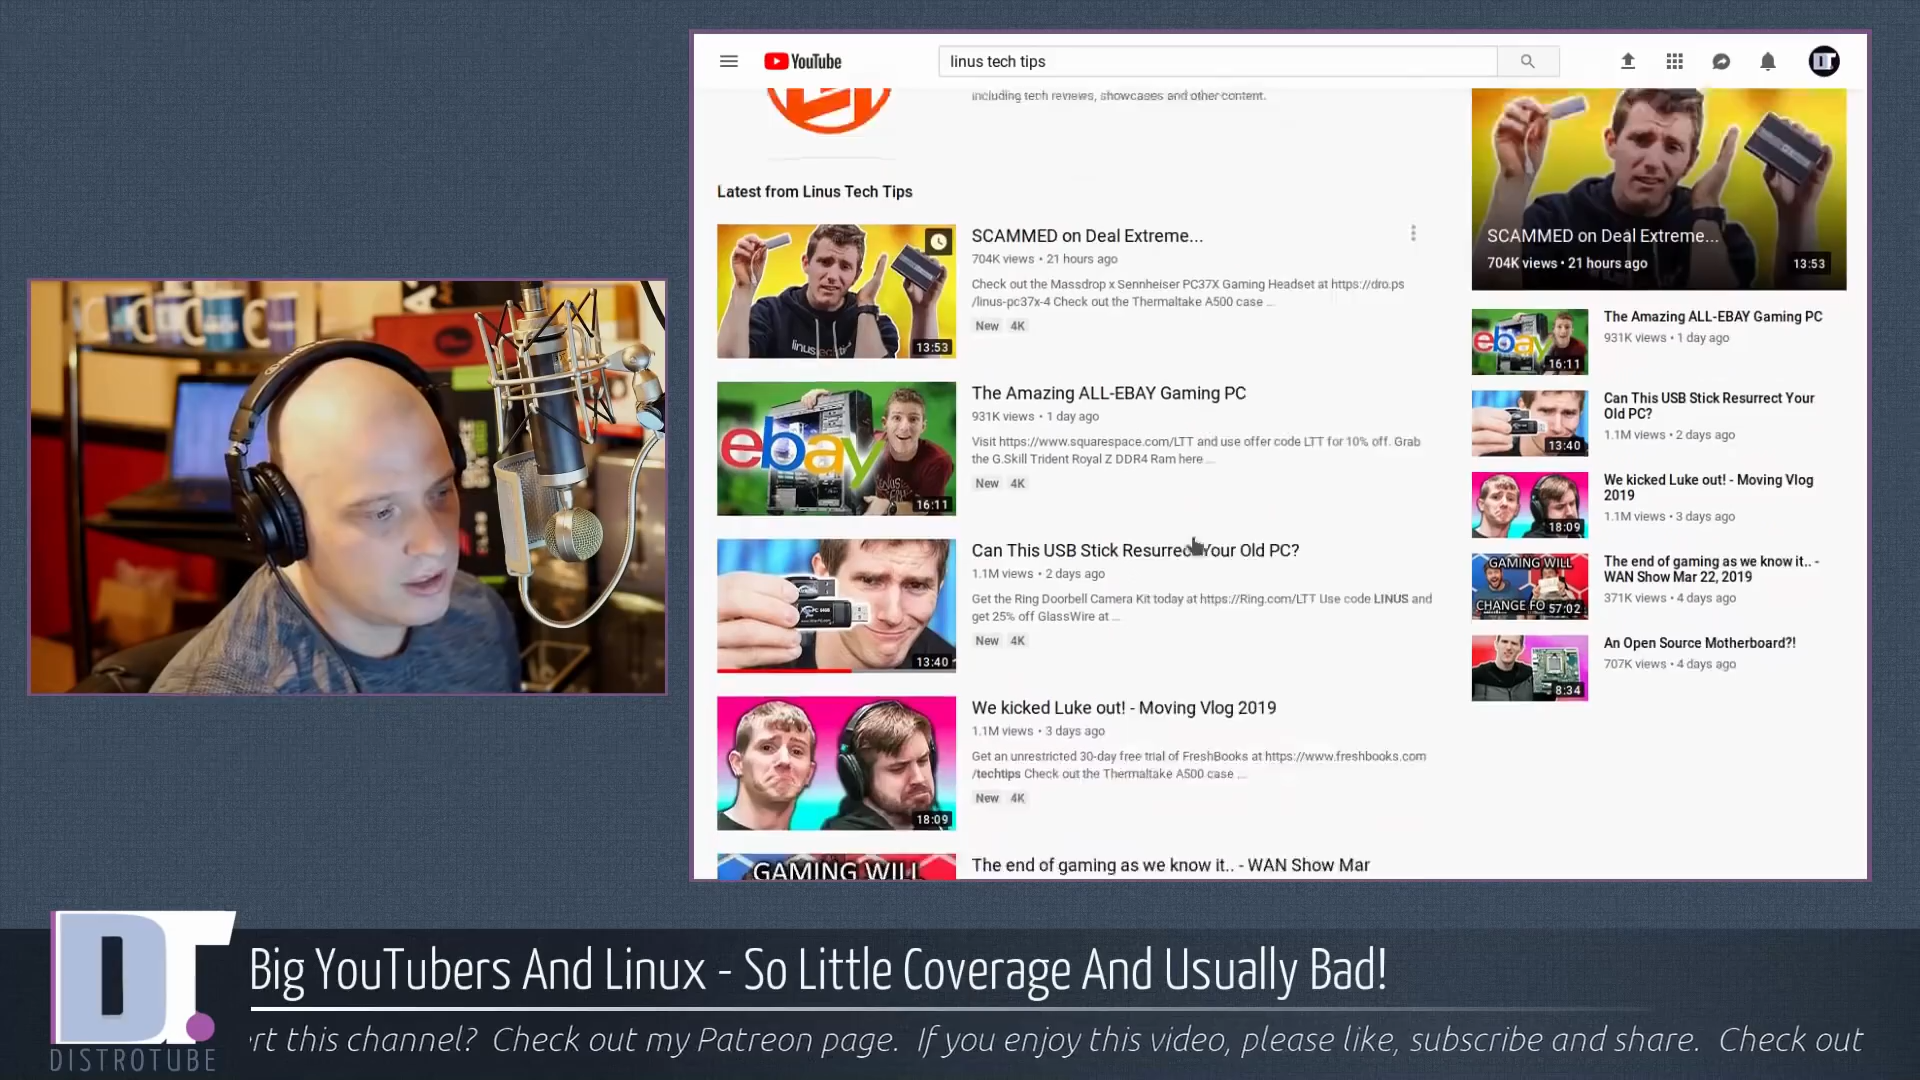 YouTube
linus tech tips
DT
including tech reviews, showcases and other content.
Latest from Linus Tech Tips
13:53
SCAMMED on Deal Extreme...
704K views • 21 hours ago
Check out the Massdrop x Sennheiser PC37X Gaming Headset at https://dro.ps
/linus-pc37x-4 Check out the Thermaltake A500 case ...
New 4K
ebay
16:11
The Amazing ALL-EBAY Gaming PC
931K views • 1 day ago
Visit https://www.squarespace.com/LTT and use offer code LTT for 10% off. Grab
the G.Skill Trident Royal Z DDR4 Ram here ...
New 4K
13:40
Can This USB Stick Resurrect Your Old PC?
1.1M views • 2 days ago
Get the Ring Doorbell Camera Kit today at https://Ring.com/LTT Use code LINUS and
get 25% off GlassWire at ...
New 4K
18:09
We kicked Luke out! - Moving Vlog 2019
1.1M views • 3 days ago
Get an unrestricted 30-day free trial of FreshBooks at https://www.freshbooks.com
/techtips Check out the Thermaltake A500 case ...
New 4K
GAMING WILL
The end of gaming as we know it.. - WAN Show Mar
SCAMMED on Deal Extreme...
704K views • 21 hours ago
13:53
ebay
16:11
The Amazing ALL-EBAY Gaming PC
931K views • 1 day ago
13:40
Can This USB Stick Resurrect Your
Old PC?
1.1M views • 2 days ago
18:09
We kicked Luke out! - Moving Vlog
2019
1.1M views • 3 days ago
GAMING WILL
CHANGE FO
57:02
The end of gaming as we know it.. -
WAN Show Mar 22, 2019
371K views • 4 days ago
8:34
An Open Source Motherboard?!
707K views • 4 days ago
DT
DISTROTUBE
Big YouTubers And Linux - So Little Coverage And Usually Bad!
rt this channel? Check out my Patreon page. If you enjoy this video, please like, subscribe and share. Check out